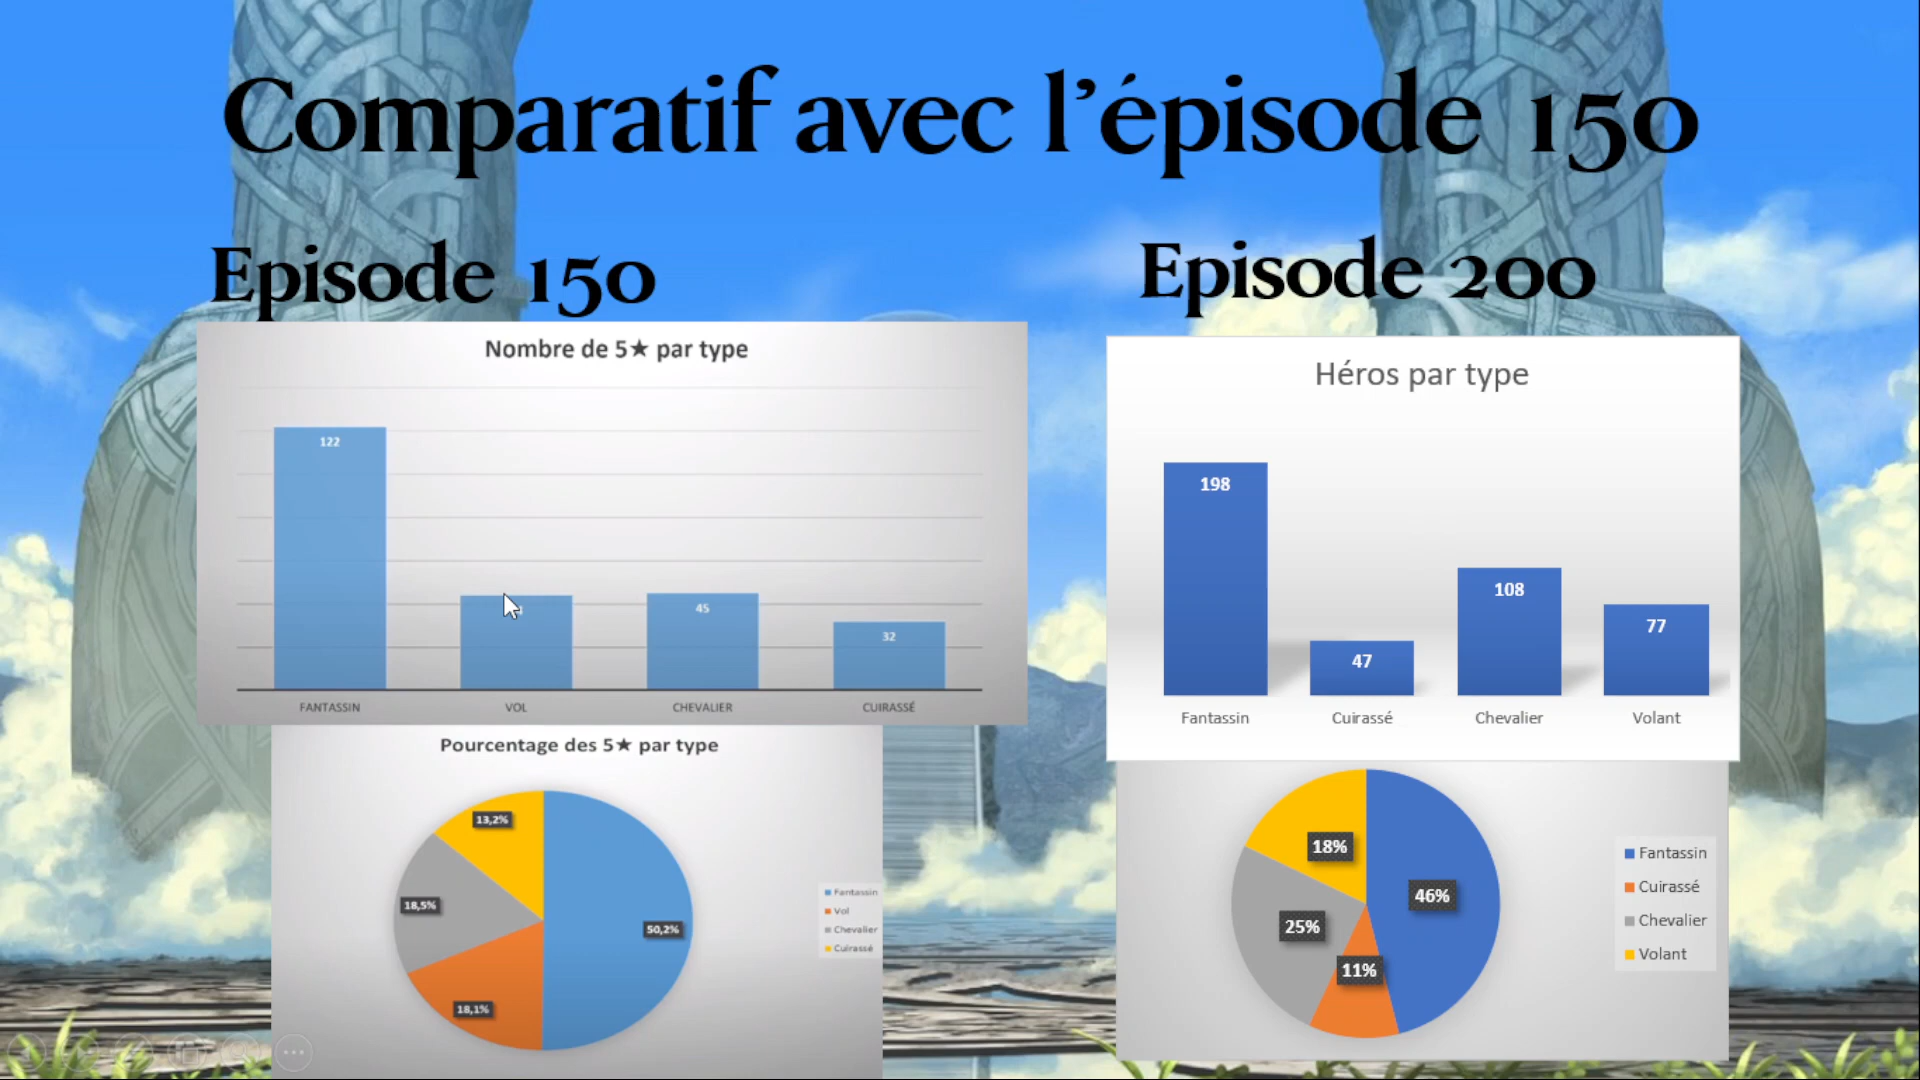 Comparatif avec l'épisode 150
Episode 150
Nombre de 5★ par type
122
45
32
FANTASSIN
VOL
CHEVALIER
CUIRASSÉ
Pourcentage des 5★ par type
13,2%
18,5%
50,2%
18,1%
Fantassin
Vol
Chevalier
Cuirassé
Episode 200
Héros par type
198
47
108
77
Fantassin
Cuirassé
Chevalier
Volant
18%
46%
25%
11%
Fantassin
Cuirassé
Chevalier
Volant